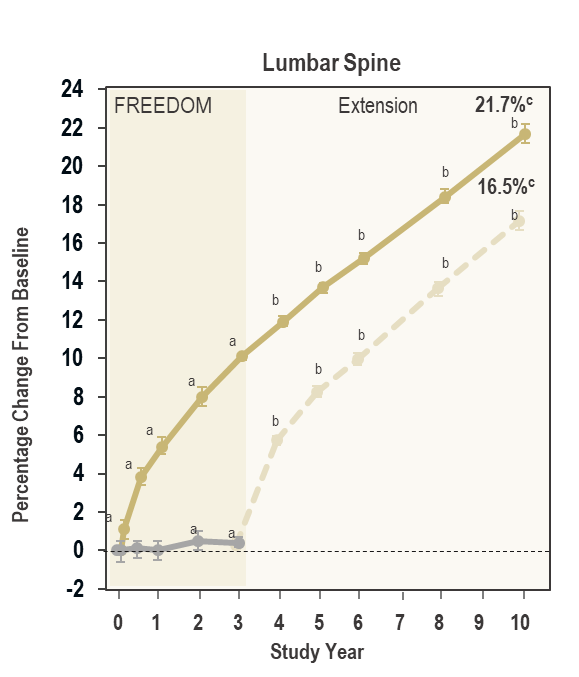 Lumbar Spine
Percentage Change From Baseline
24
22
20
18
16
14
12
10
8
6
4
2
0
-2
FREEDOM
Extension
21.7%ᶜ
b
16.5%ᶜ
b
b
b
b
b
b
b
b
b
b
a
a
a
a
a
a
a
0
1
2
3
4
5
6
7
8
9
10
Study Year